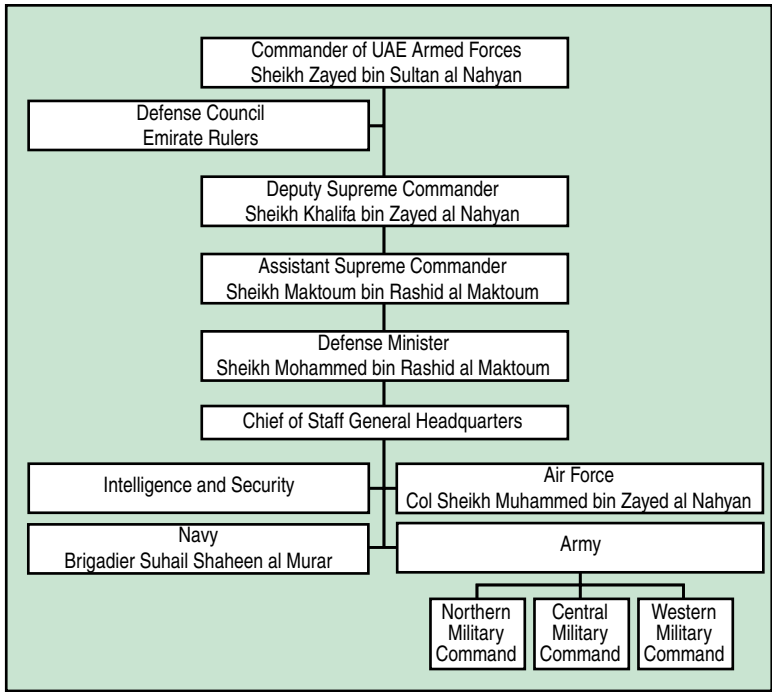 Commander of UAE Armed Forces
Sheikh Zayed bin Sultan al Nahyan
Defense Council
Emirate Rulers
Deputy Supreme Commander
Sheikh Khalifa bin Zayed al Nahyan
Assistant Supreme Commander
Sheikh Maktoum bin Rashid al Maktoum
Defense Minister
Sheikh Mohammed bin Rashid al Maktoum
Chief of Staff General Headquarters
Intelligence and Security
Air Force
Col Sheikh Muhammed bin Zayed al Nahyan
Navy
Brigadier Suhail Shaheen al Murar
Army
Northern
Military
Command
Central
Military
Command
Western
Military
Command